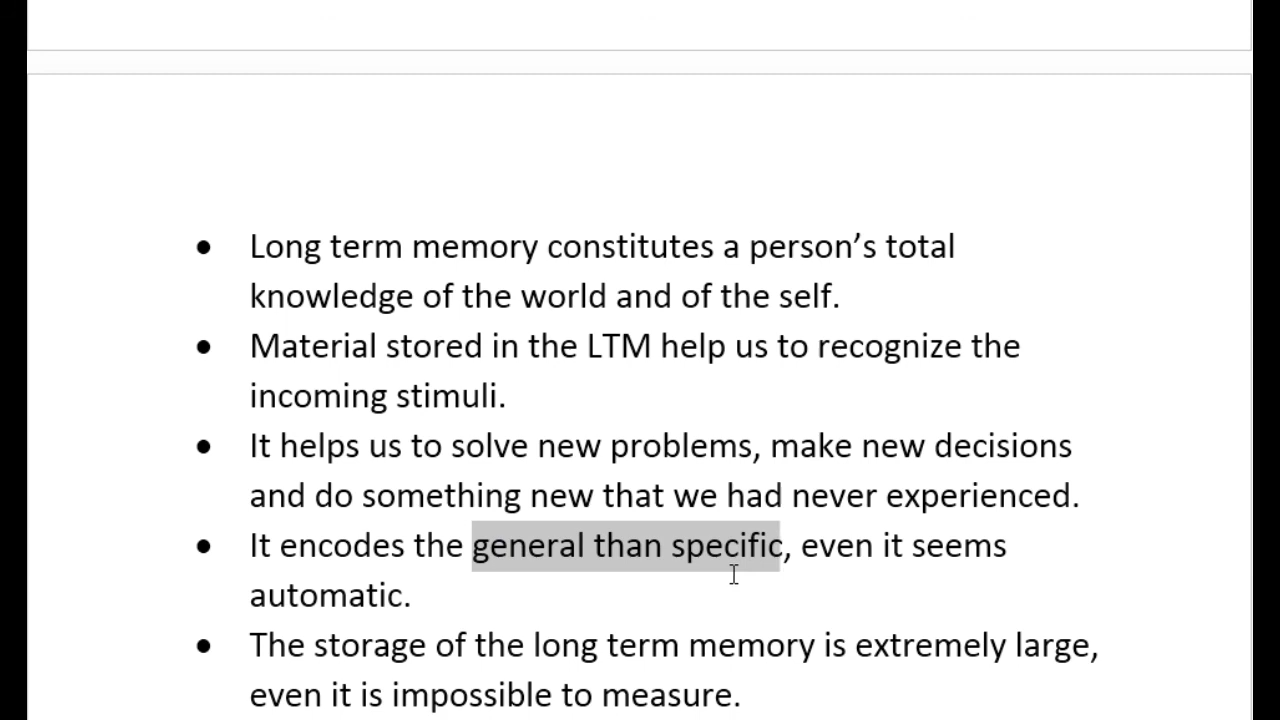 • Long term memory constitutes a person’s total
knowledge of the world and of the self.
• Material stored in the LTM help us to recognize the
incoming stimuli.
• It helps us to solve new problems, make new decisions
and do something new that we had never experienced.
• It encodes the general than specific, even it seems
automatic.
• The storage of the long term memory is extremely large,
even it is impossible to measure.